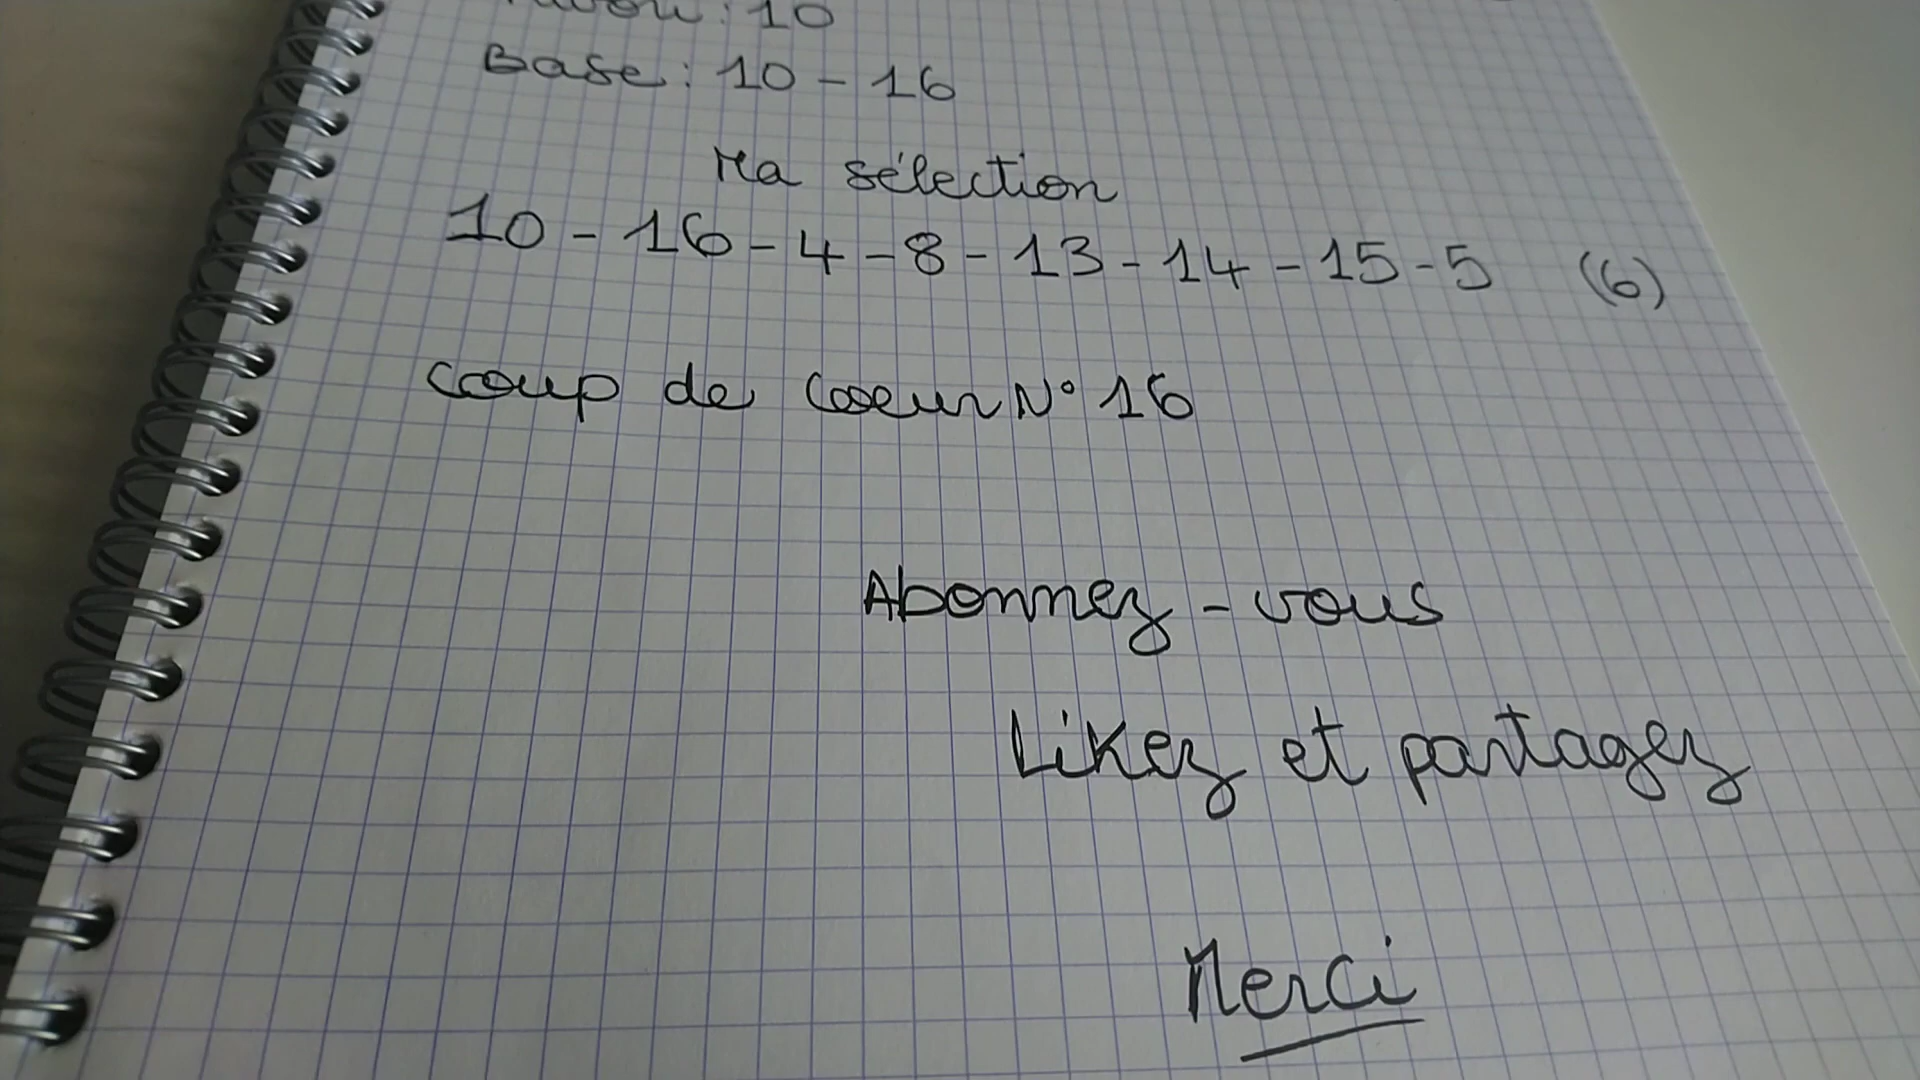 : 10
Base : 10 - 16
Ma sélection
10 - 16 - 4 - 8 - 13 - 14 - 15 - 5 (6)
Coup de Coeur N° 16
Abonnez - vous
Likez et partagez
Merci